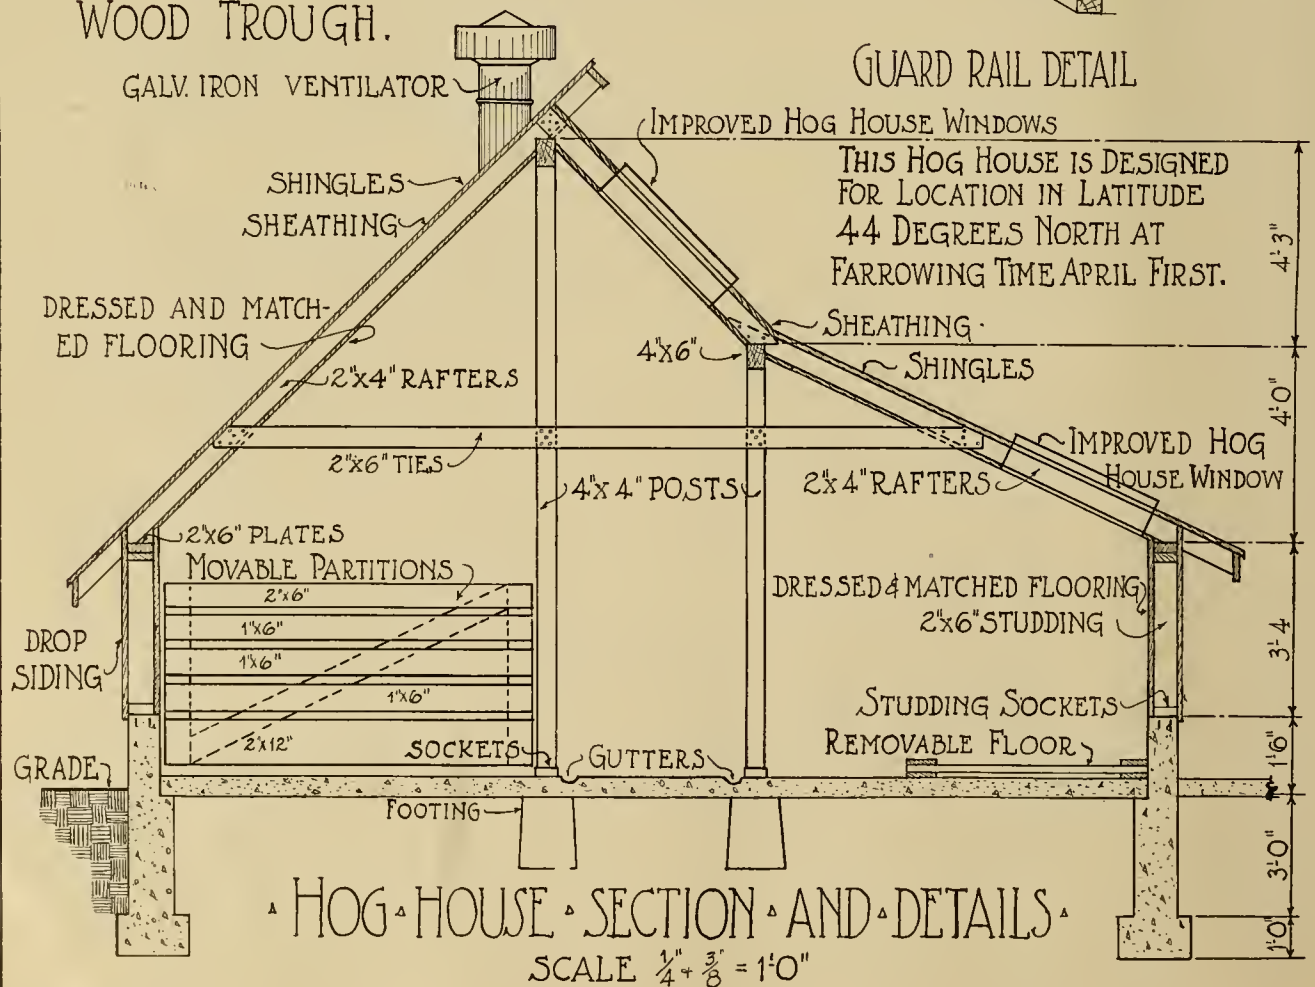 WOOD TROUGH.
GUARD RAIL DETAIL
GALV. IRON VENTILATOR
IMPROVED HOG HOUSE WINDOWS
THIS HOG HOUSE IS DESIGNED
FOR LOCATION IN LATITUDE
44 DEGREES NORTH AT
FARROWING TIME APRIL FIRST.
SHINGLES
SHEATHING
4'-3"
DRESSED AND MATCH-
ED FLOORING
SHEATHING
4"X6"
SHINGLES
2"X4" RAFTERS
4'-0"
2"X6" TIES
IMPROVED HOG
HOUSE WINDOW
4"X4" POSTS
2"X4" RAFTERS
2"X6" PLATES
MOVABLE PARTITIONS
2"X6"
1"X6"
1"X6"
1"X6"
2"X12"
DRESSED & MATCHED FLOORING
2"X6" STUDDING
3'-4
DROP
SIDING
STUDDING SOCKETS
REMOVABLE FLOOR
SOCKETS
GUTTERS
1'6"
GRADE
FOOTING
3'-0"
HOG HOUSE SECTION AND DETAILS
1'0"
SCALE 1/4" + 3/8" = 1'-0"